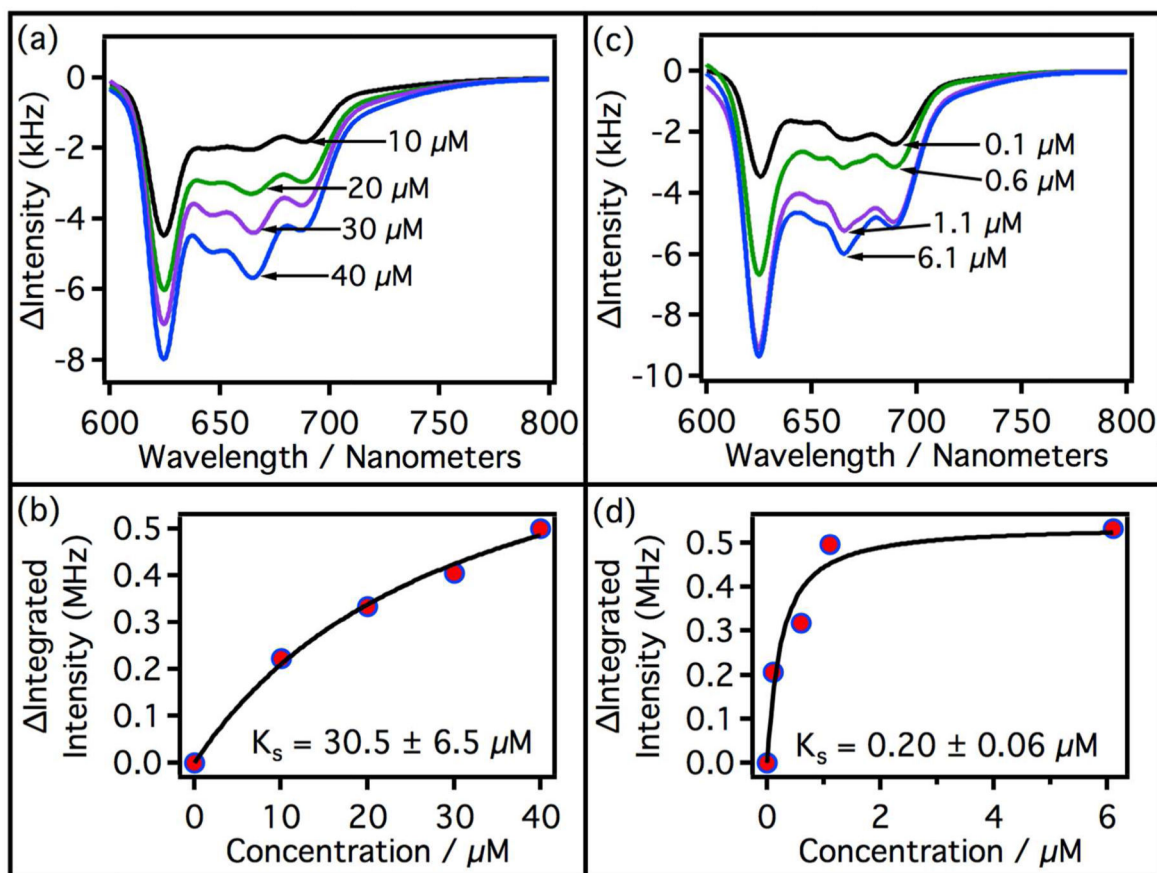 (a)
ΔIntensity (kHz)
0
-2
-4
-6
-8
10 μM
20 μM
30 μM
40 μM
600 650 700 750 800
Wavelength / Nanometers
(c)
ΔIntensity (kHz)
0
-2
-4
-6
-8
-10
0.1 μM
0.6 μM
1.1 μM
6.1 μM
600 650 700 750 800
Wavelength / Nanometers
(b)
ΔIntegrated
Intensity (MHz)
0.5
0.4
0.3
0.2
0.1
0.0
Ks = 30.5 ± 6.5 μM
0 10 20 30 40
Concentration / μM
(d)
ΔIntegrated
Intensity (MHz)
0.5
0.4
0.3
0.2
0.1
0.0
Ks = 0.20 ± 0.06 μM
0 2 4 6
Concentration / μM